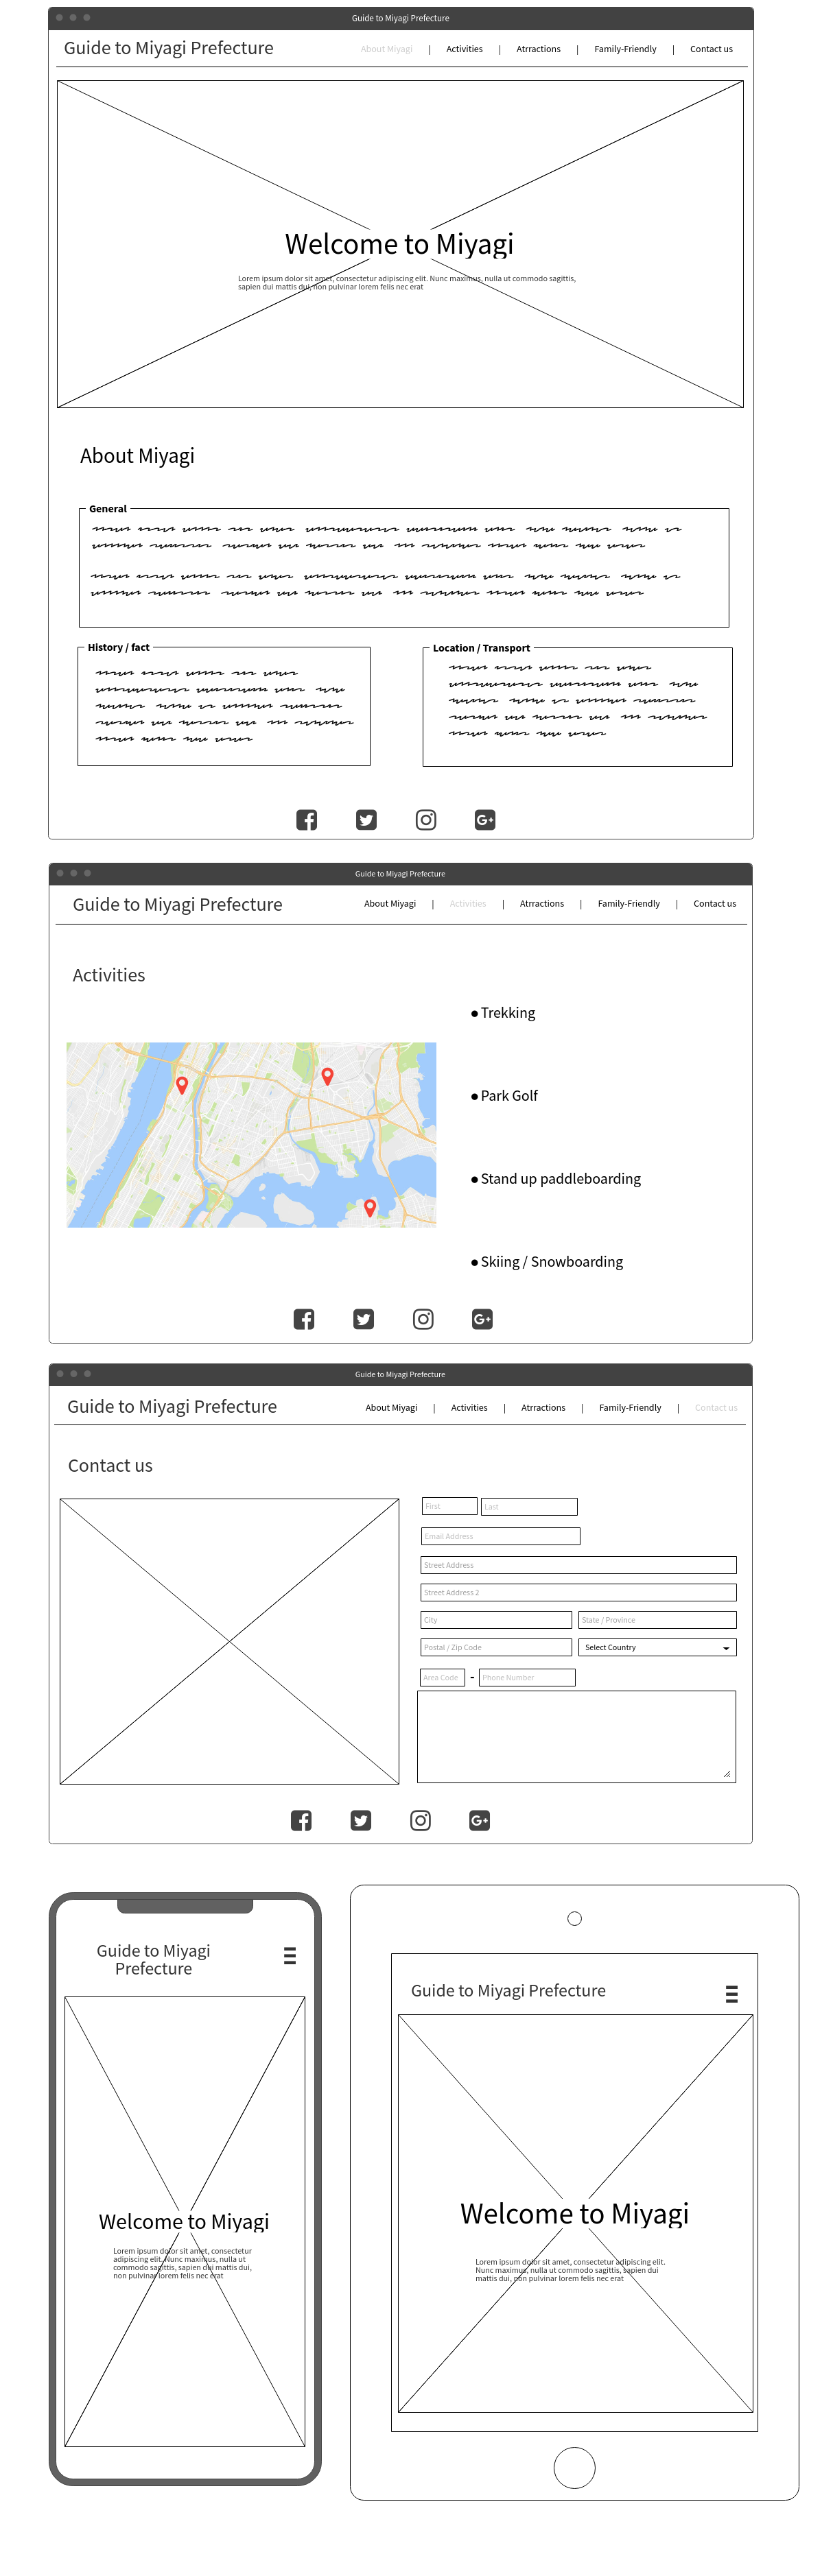 Guide to Miyagi Prefecture
Guide to Miyagi Prefecture
About Miyagi | Activities | Atrractions | Family-Friendly | Contact us
Welcome to Miyagi
Lorem ipsum dolor sit amet, consectetur adipiscing elit. Nunc maximus, nulla ut commodo sagittis,
sapien dui mattis dui, non pulvinar lorem felis nec erat
About Miyagi
General
History / fact
Location / Transport
Guide to Miyagi Prefecture
Guide to Miyagi Prefecture
About Miyagi | Activities | Atrractions | Family-Friendly | Contact us
Activities
● Trekking
● Park Golf
● Stand up paddleboarding
● Skiing / Snowboarding
Guide to Miyagi Prefecture
Guide to Miyagi Prefecture
About Miyagi | Activities | Atrractions | Family-Friendly | Contact us
Contact us
First Last
Email Address
Street Address
Street Address 2
City State / Province
Postal / Zip Code Select Country
Area Code - Phone Number
Guide to Miyagi
Prefecture
Welcome to Miyagi
Lorem ipsum dolor sit amet, consectetur
adipiscing elit. Nunc maximus, nulla ut
commodo sagittis, sapien dui mattis dui,
non pulvinar lorem felis nec erat
Guide to Miyagi Prefecture
Welcome to Miyagi
Lorem ipsum dolor sit amet, consectetur adipiscing elit.
Nunc maximus, nulla ut commodo sagittis, sapien dui
mattis dui, non pulvinar lorem felis nec erat